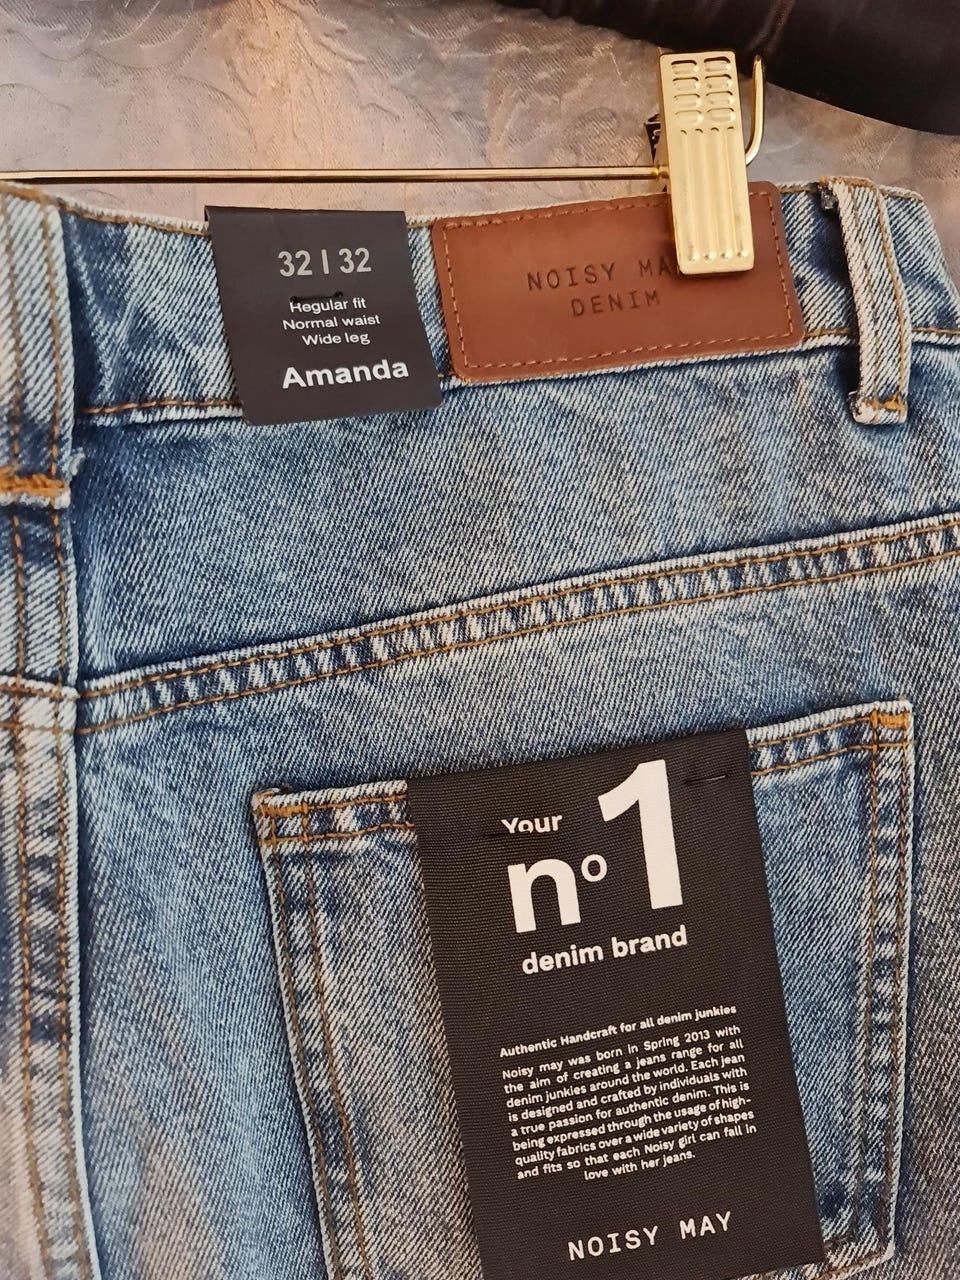 32 | 32
Regular fit
Normal waist
Wide leg
Amanda
NOISY MA
DENIM
Your
nº1
denim brand
Authentic Handcraft for all denim junkies
Noisy may was born in Spring 2013 with
the aim of creating a jeans range for all
denim junkies around the world. Each jean
is designed and crafted by individuals with
a true passion for authentic denim. This is
being expressed through the usage of high-
quality fabrics over a wide variety of shapes
and fits so that each Noisy girl can fall in
love with her jeans.
NOISY MAY